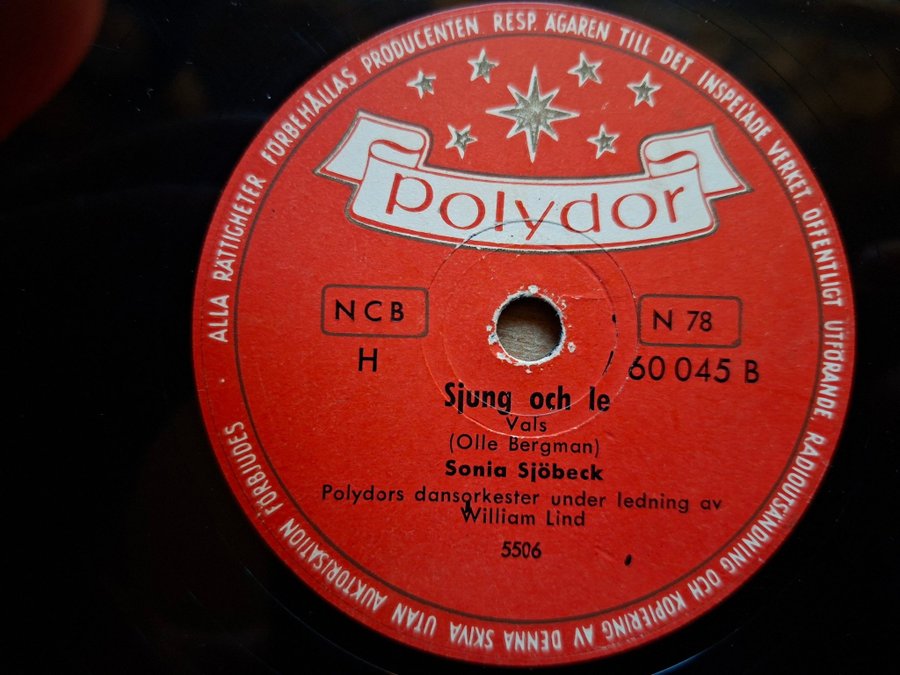 ALLA RÄTTIGHETER FÖRBEHÅLLAS PRODUCENTEN RESP. ÄGAREN TILL DET INSPELADE VERKET. OFFENTLIGT UTFÖRANDE RADIOUTSÄNDNING OCH KOPIERING AV DENNA SKIVA UTAN AUKTORISATION FÖRBJUDES
polydor
NCB
N 78
H
60 045 B
Sjung och le
Vals
(Olle Bergman)
Sonia Sjöbeck
Polydors dansorkester under ledning av
William Lind
5506